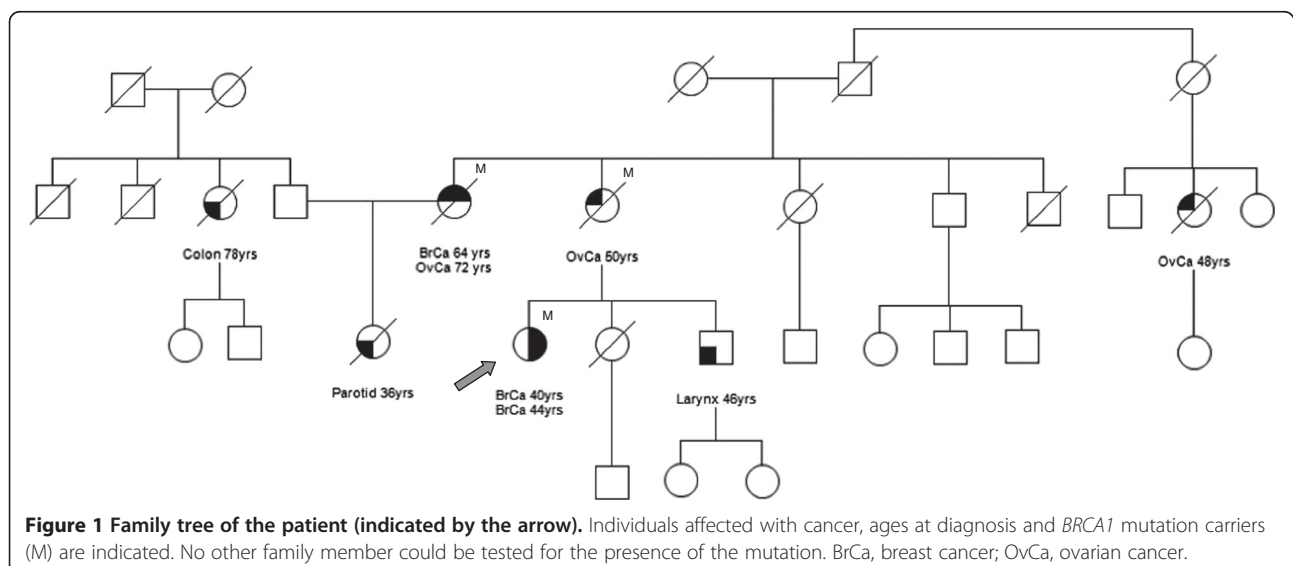 M
M
Colon 78yrs
BrCa 64 yrs
OvCa 72 yrs
OvCa 50yrs
OvCa 48yrs
M
Parotid 36yrs
BrCa 40yrs
BrCa 44yrs
Larynx 46yrs
Figure 1 Family tree of the patient (indicated by the arrow). Individuals affected with cancer, ages at diagnosis and BRCA1 mutation carriers
(M) are indicated. No other family member could be tested for the presence of the mutation. BrCa, breast cancer; OvCa, ovarian cancer.